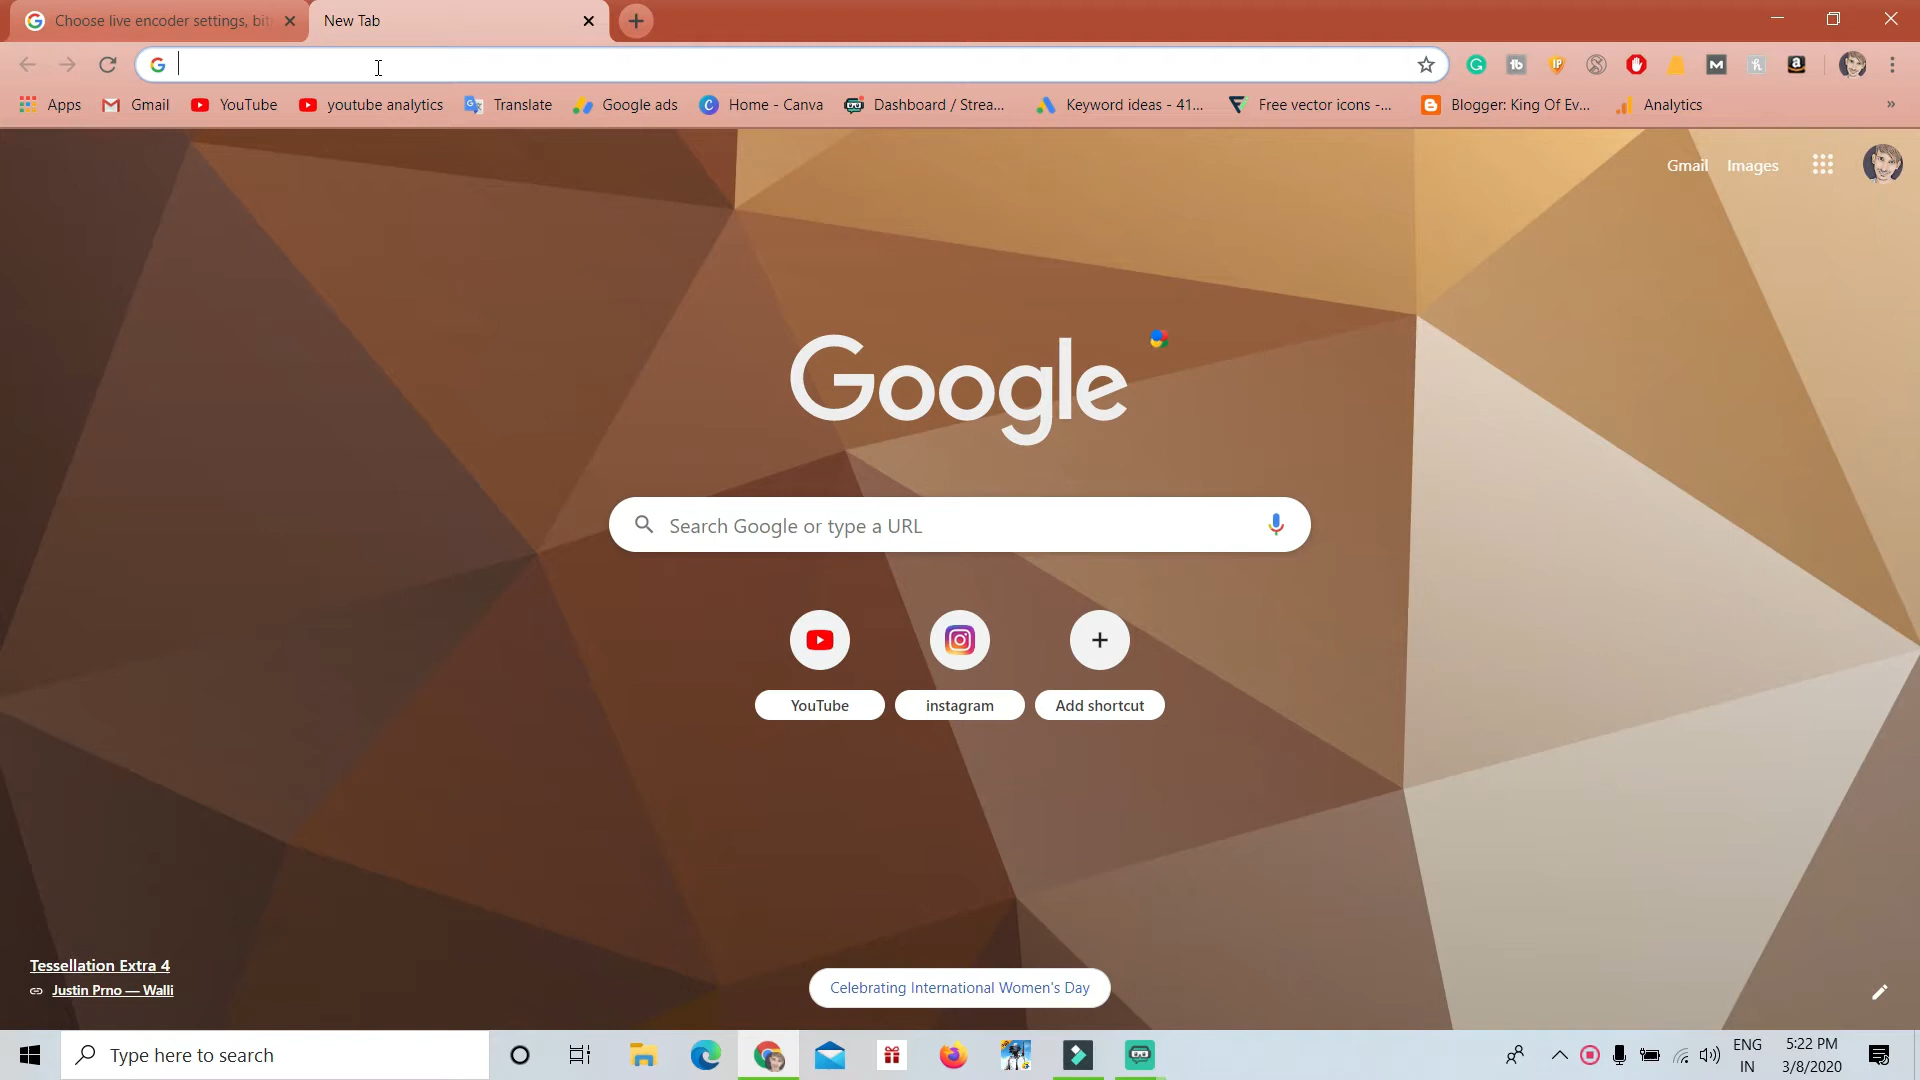 Choose live encoder settings, bit
New Tab
Apps
Gmail
YouTube
youtube analytics
Translate
Google ads
Home - Canva
Dashboard / Strea...
Keyword ideas - 41...
Free vector icons -...
Blogger: King Of Ev...
Analytics
»
Gmail
Images
Google
Search Google or type a URL
YouTube
instagram
Add shortcut
Tessellation Extra 4
Justin Prno — Walli
Celebrating International Women's Day
Type here to search
ENG
IN
5:22 PM
3/8/2020